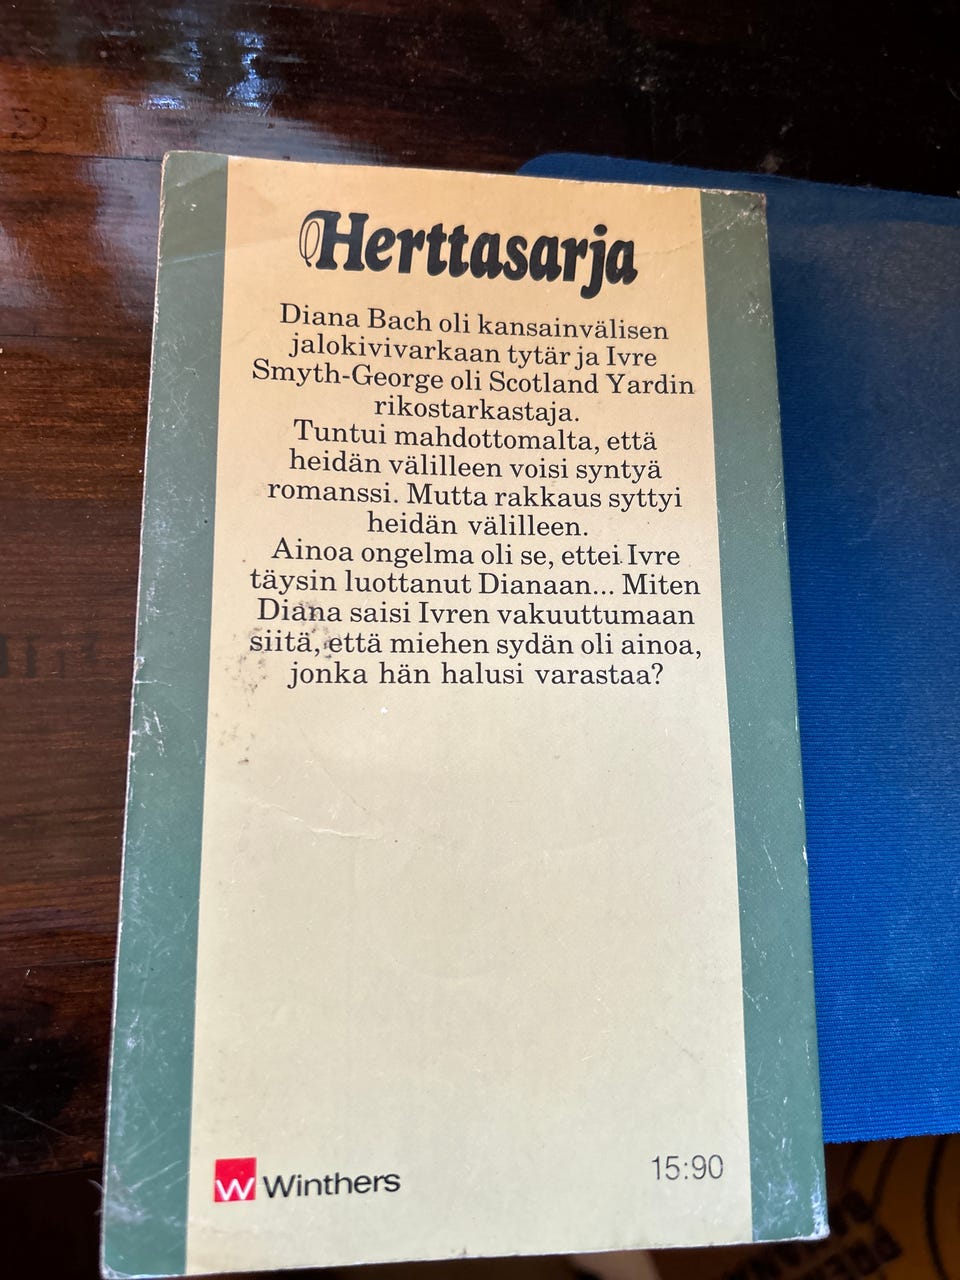 Herttasarja
Diana Bach oli kansainvälisen
jalokivivarkaan tytär ja Ivre
Smyth-George oli Scotland Yardin
rikostarkastaja.
Tuntui mahdottomalta, että
heidän välilleen voisi syntyä
romanssi. Mutta rakkaus syttyi
heidän välilleen.
Ainoa ongelma oli se, ettei Ivre
täysin luottanut Dianaan... Miten
Diana saisi Ivren vakuuttumaan
siitä, että miehen sydän oli ainoa,
jonka hän halusi varastaa?
W Winthers
15:90